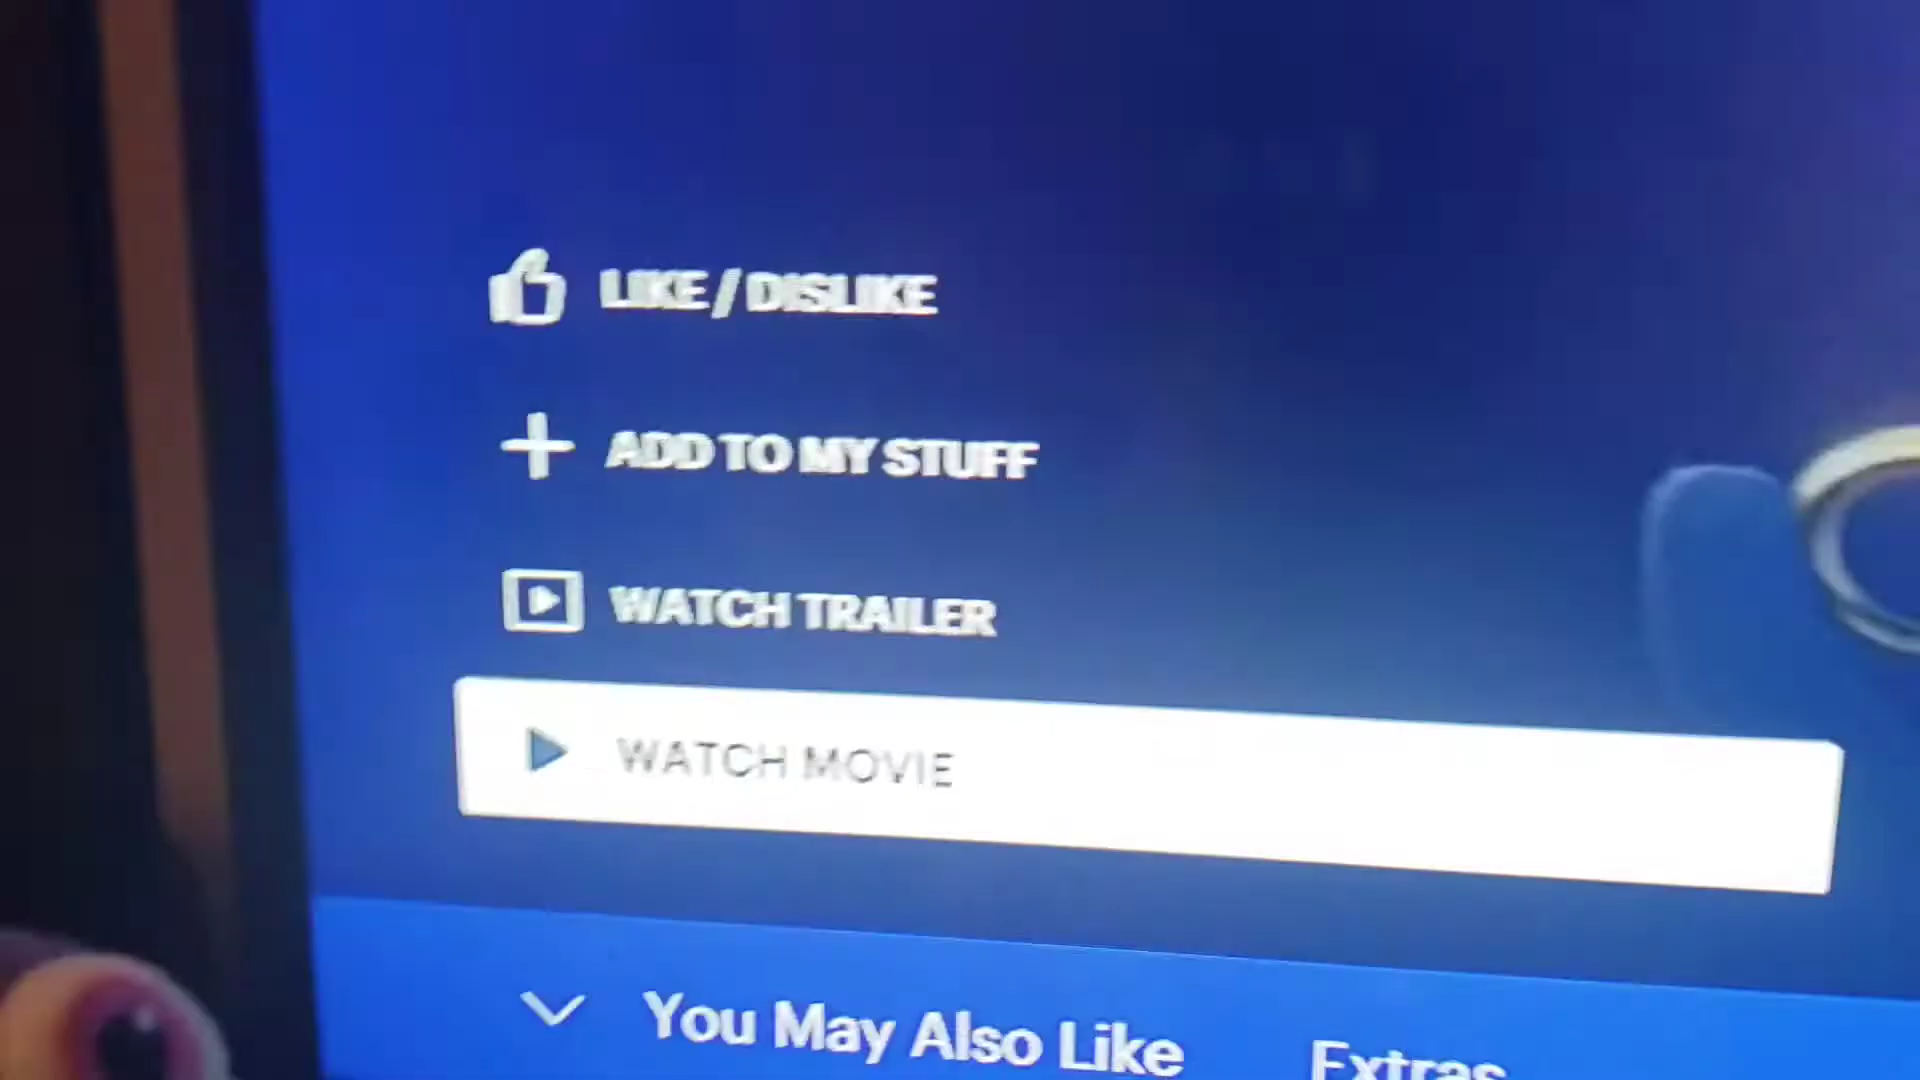 LIKE / DISLIKE
ADD TO MY STUFF
WATCH TRAILER
WATCH MOVIE
You May Also Like
Extras